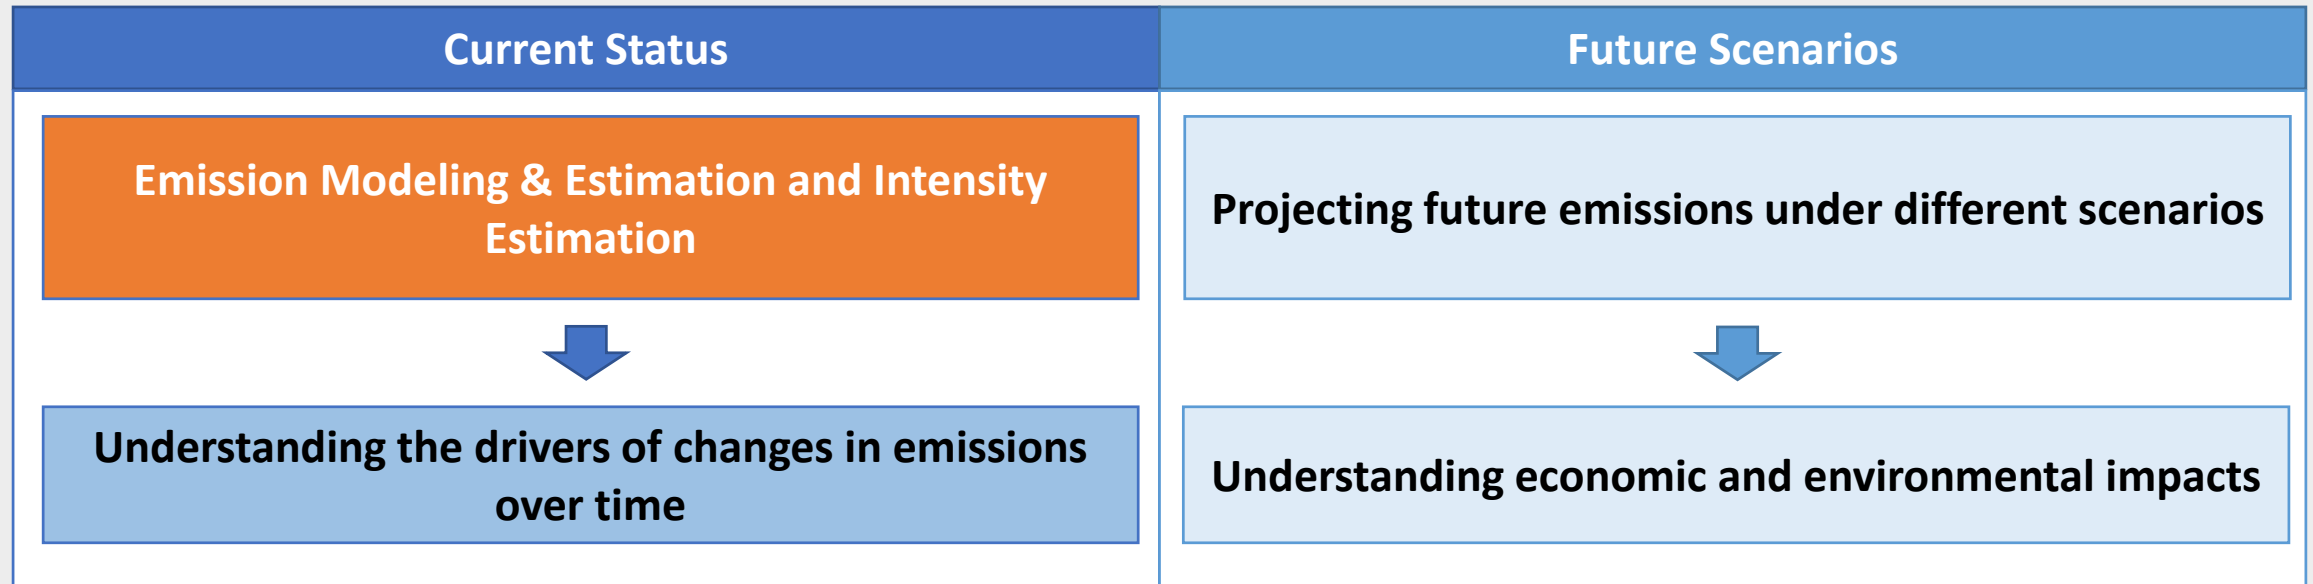 Current Status
Future Scenarios
Emission Modeling & Estimation and Intensity
Estimation
Projecting future emissions under different scenarios
Understanding the drivers of changes in emissions
over time
Understanding economic and environmental impacts